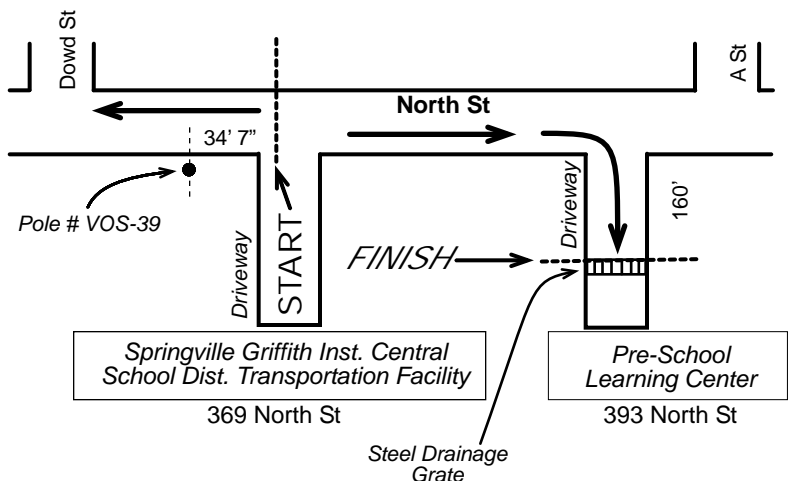 Dowd St
A St
North St
34' 7"
Pole # VOS-39
Driveway
START
FINISH
Driveway
160'
Springville Griffith Inst. Central
School Dist. Transportation Facility
369 North St
Pre-School
Learning Center
393 North St
Steel Drainage
Grate